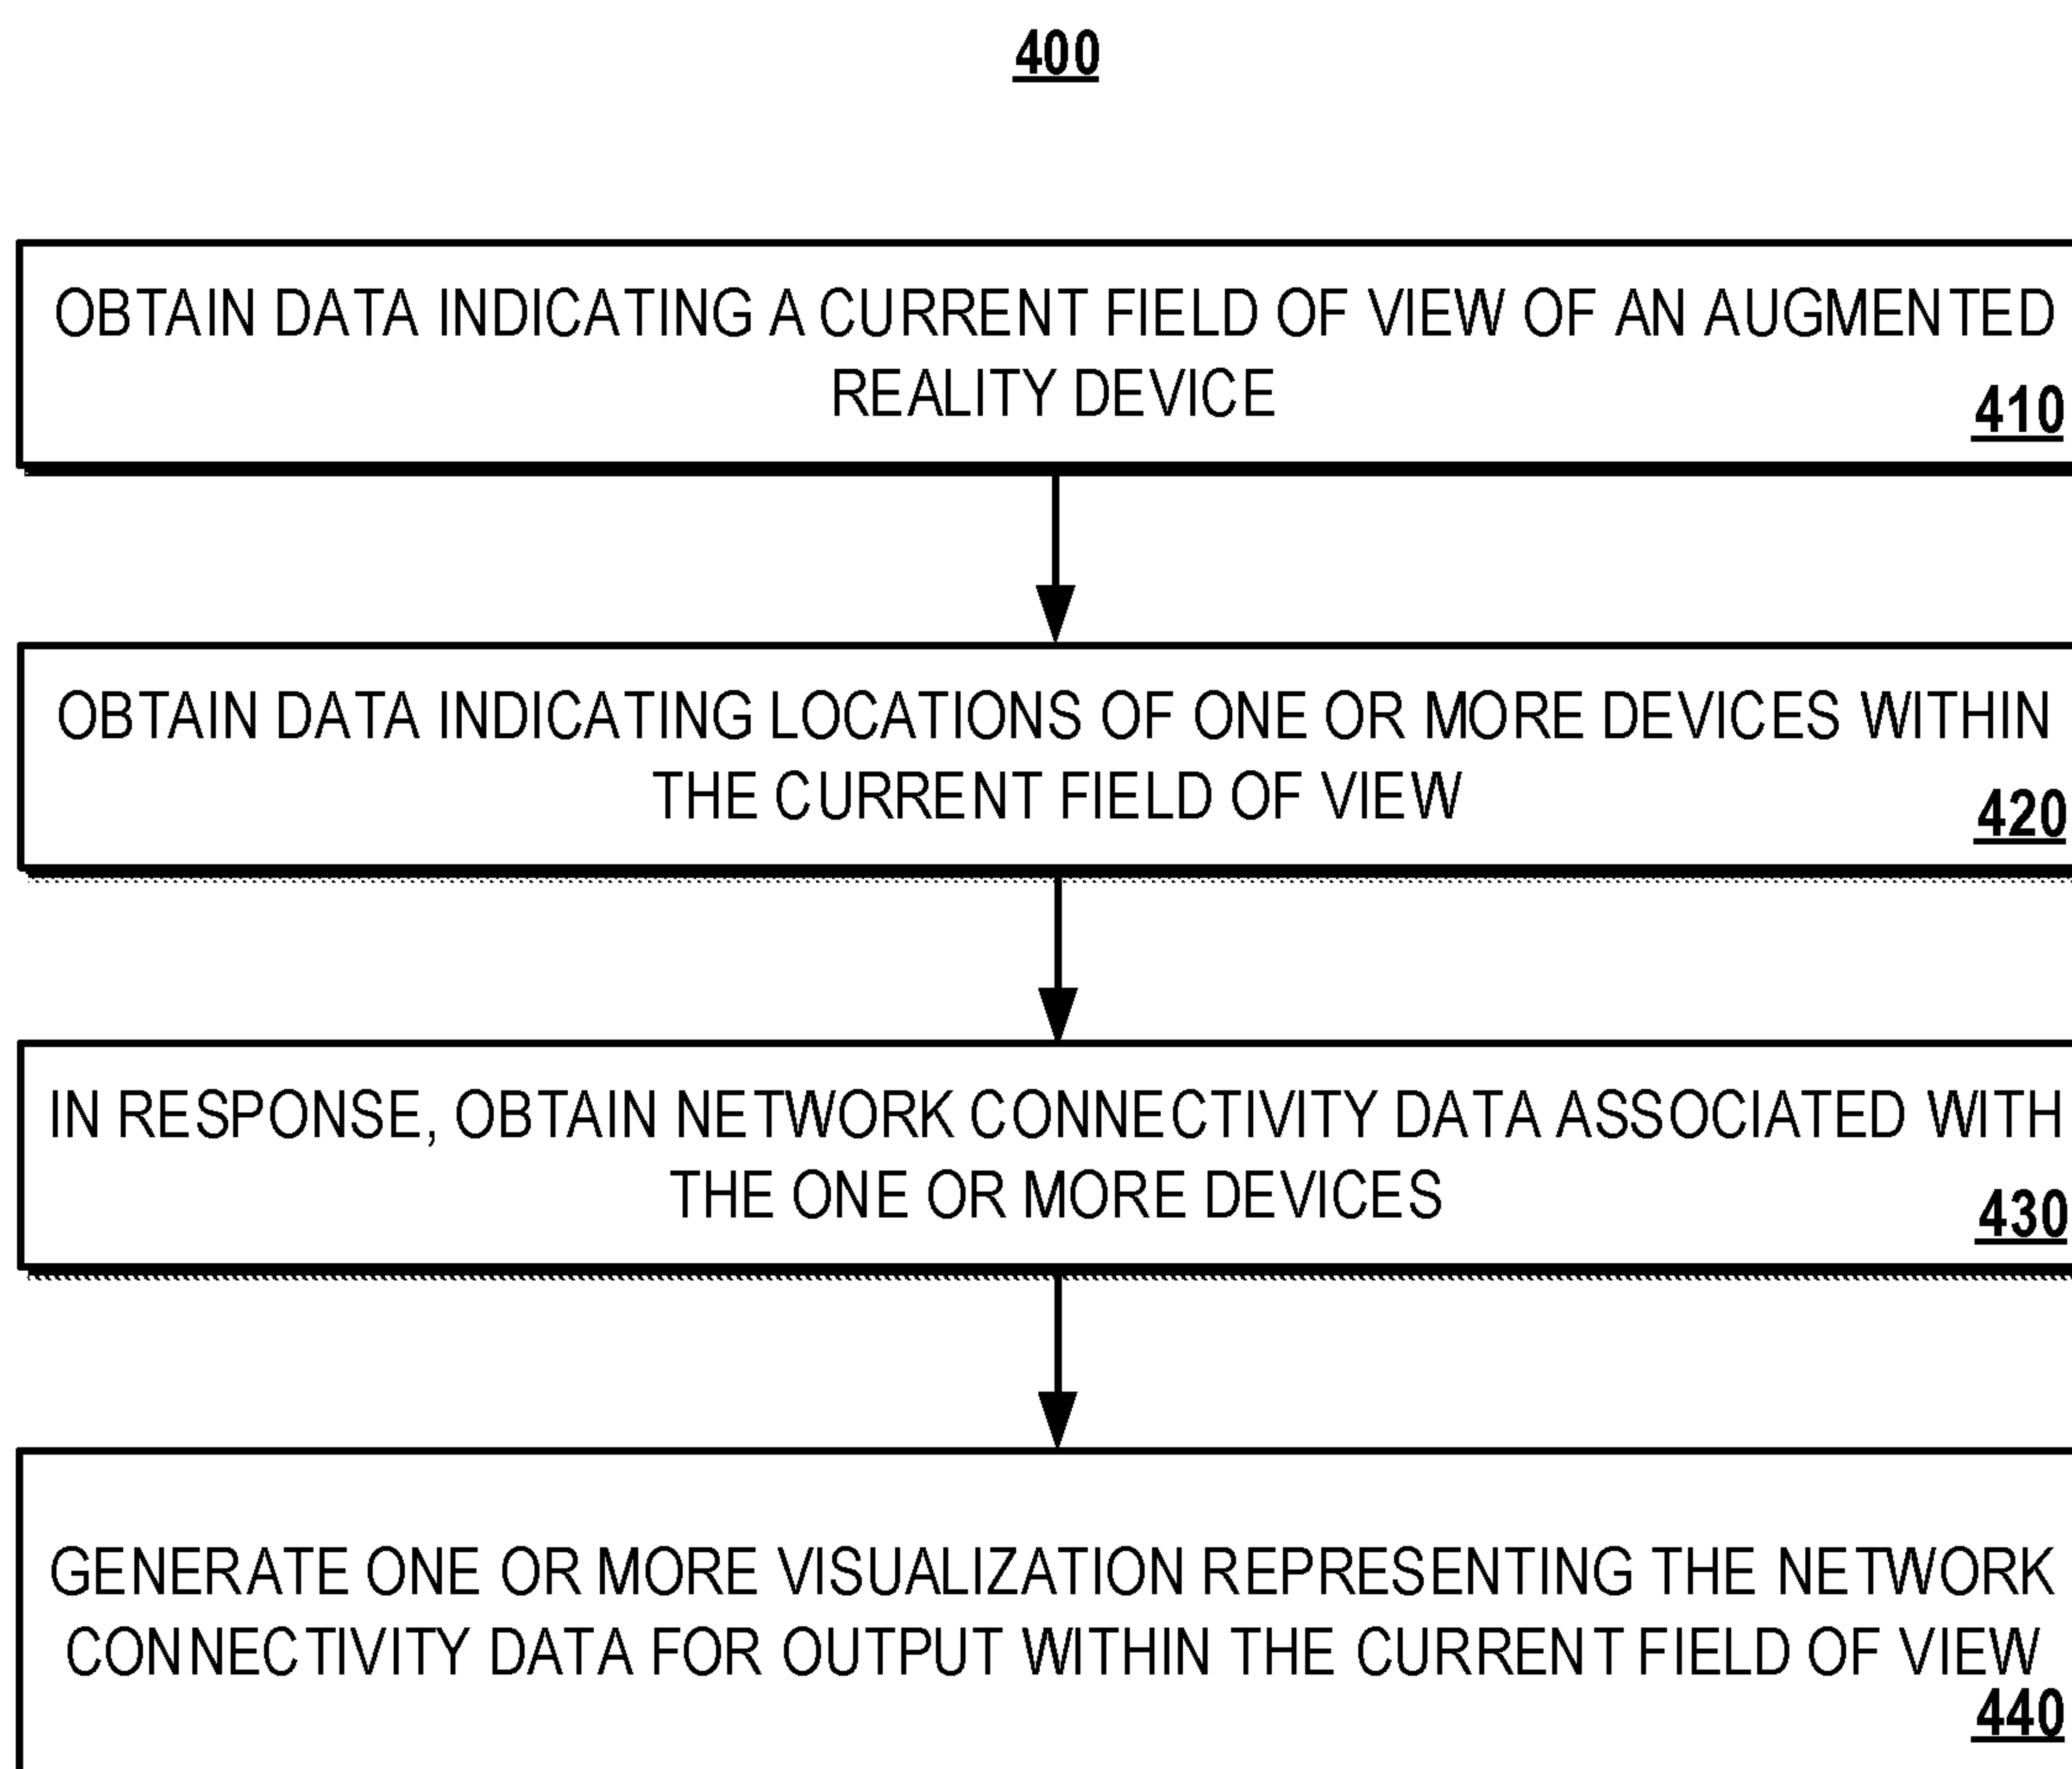 400
OBTAIN DATA INDICATING A CURRENT FIELD OF VIEW OF AN AUGMENTED
REALITY DEVICE
410
OBTAIN DATA INDICATING LOCATIONS OF ONE OR MORE DEVICES WITHIN
THE CURRENT FIELD OF VIEW
420
IN RESPONSE, OBTAIN NETWORK CONNECTIVITY DATA ASSOCIATED WITH
THE ONE OR MORE DEVICES
430
GENERATE ONE OR MORE VISUALIZATION REPRESENTING THE NETWORK
CONNECTIVITY DATA FOR OUTPUT WITHIN THE CURRENT FIELD OF VIEW
440